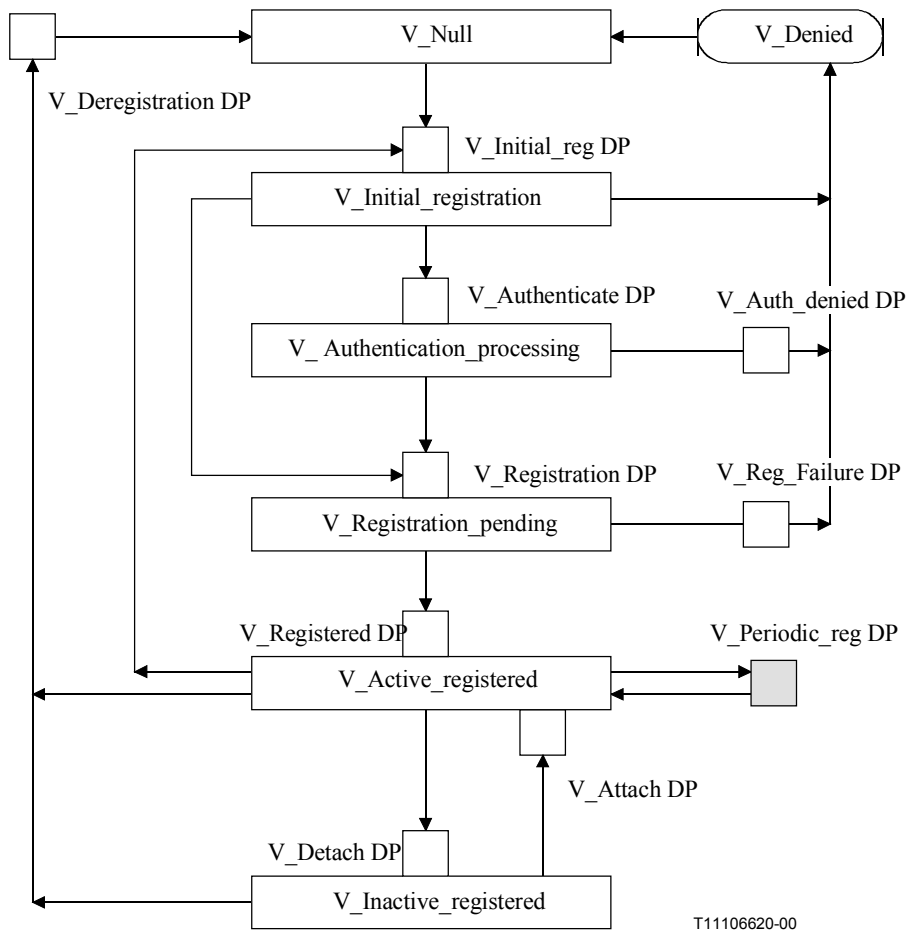 V_Null
V_Denied
V_Deregistration DP
V_Initial_reg DP
V_Initial_registration
V_Authenticate DP
V_Auth_denied DP
V_ Authentication_processing
V_Registration DP
V_Reg_Failure DP
V_Registration_pending
V_Registered DP
V_Periodic_reg DP
V_Active_registered
V_Attach DP
V_Detach DP
V_Inactive_registered
T11106620-00